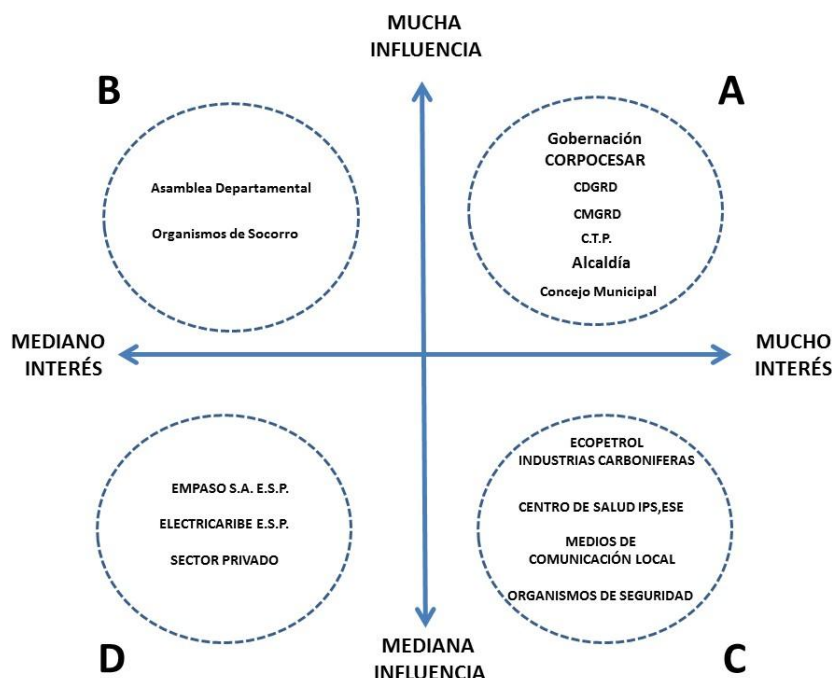 MUCHA
INFLUENCIA
B
A
Asamblea Departamental
Organismos de Socorro
Gobernación
CORPOCESAR
CDGRD
CMGRD
C.T.P.
Alcaldía
Concejo Municipal
MEDIANO
INTERÉS
MUCHO
INTERÉS
EMPASO S.A. E.S.P.
ELECTRICARIBE E.S.P.
SECTOR PRIVADO
ECOPETROL
INDUSTRIAS CARBONIFERAS
CENTRO DE SALUD IPS,ESE
MEDIOS DE
COMUNICACIÓN LOCAL
ORGANISMOS DE SEGURIDAD
D
MEDIANA
INFLUENCIA
C